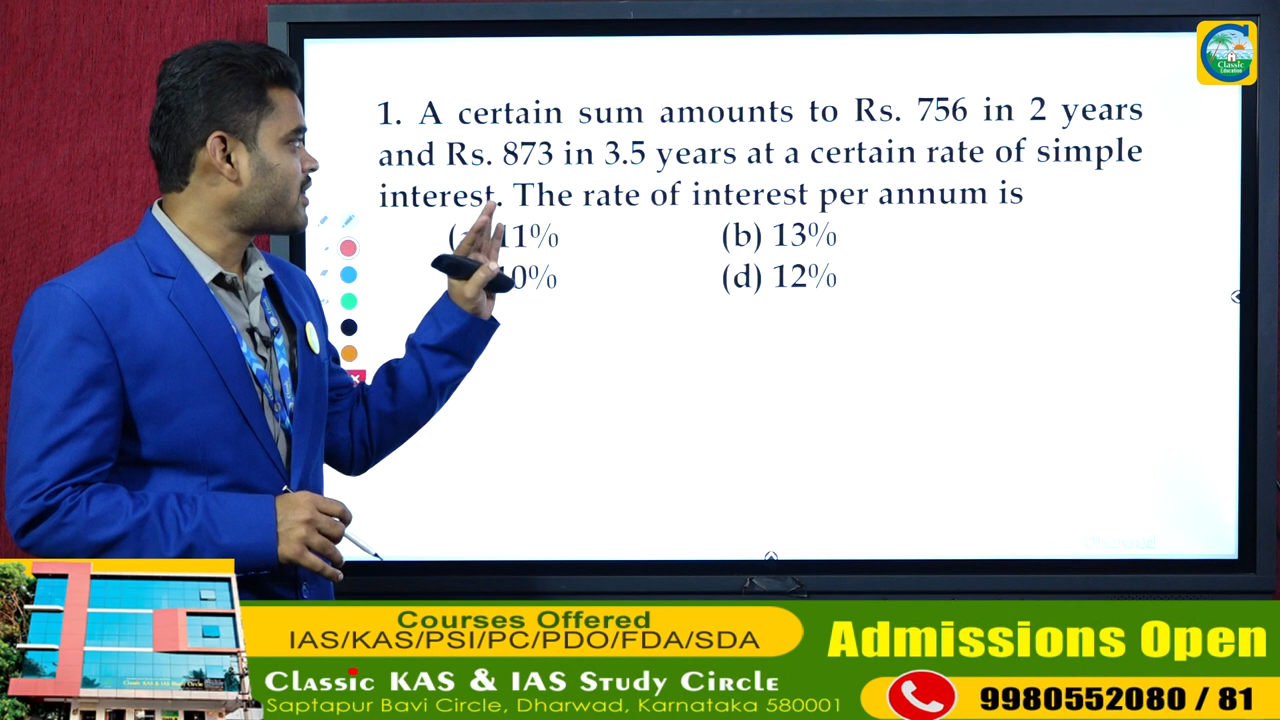 Classic
Education
1. A certain sum amounts to Rs. 756 in 2 years
and Rs. 873 in 3.5 years at a certain rate of simple
interest. The rate of interest per annum is
11%
(b) 13%
0%
(d) 12%
Courses Offered
IAS/KAS/PSI/PC/PDO/FDA/SDA
Classic KAS & IAS Study Circle
Saptapur Bavi Circle, Dharwad, Karnataka 580001
Admissions Open
9980552080 / 81